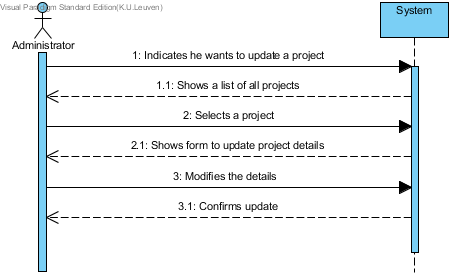 Visual Paradigm Standard Edition(K.U.Leuven)
System
Administrator
1: Indicates he wants to update a project
1.1: Shows a list of all projects
2: Selects a project
2.1: Shows form to update project details
3: Modifies the details
3.1: Confirms update